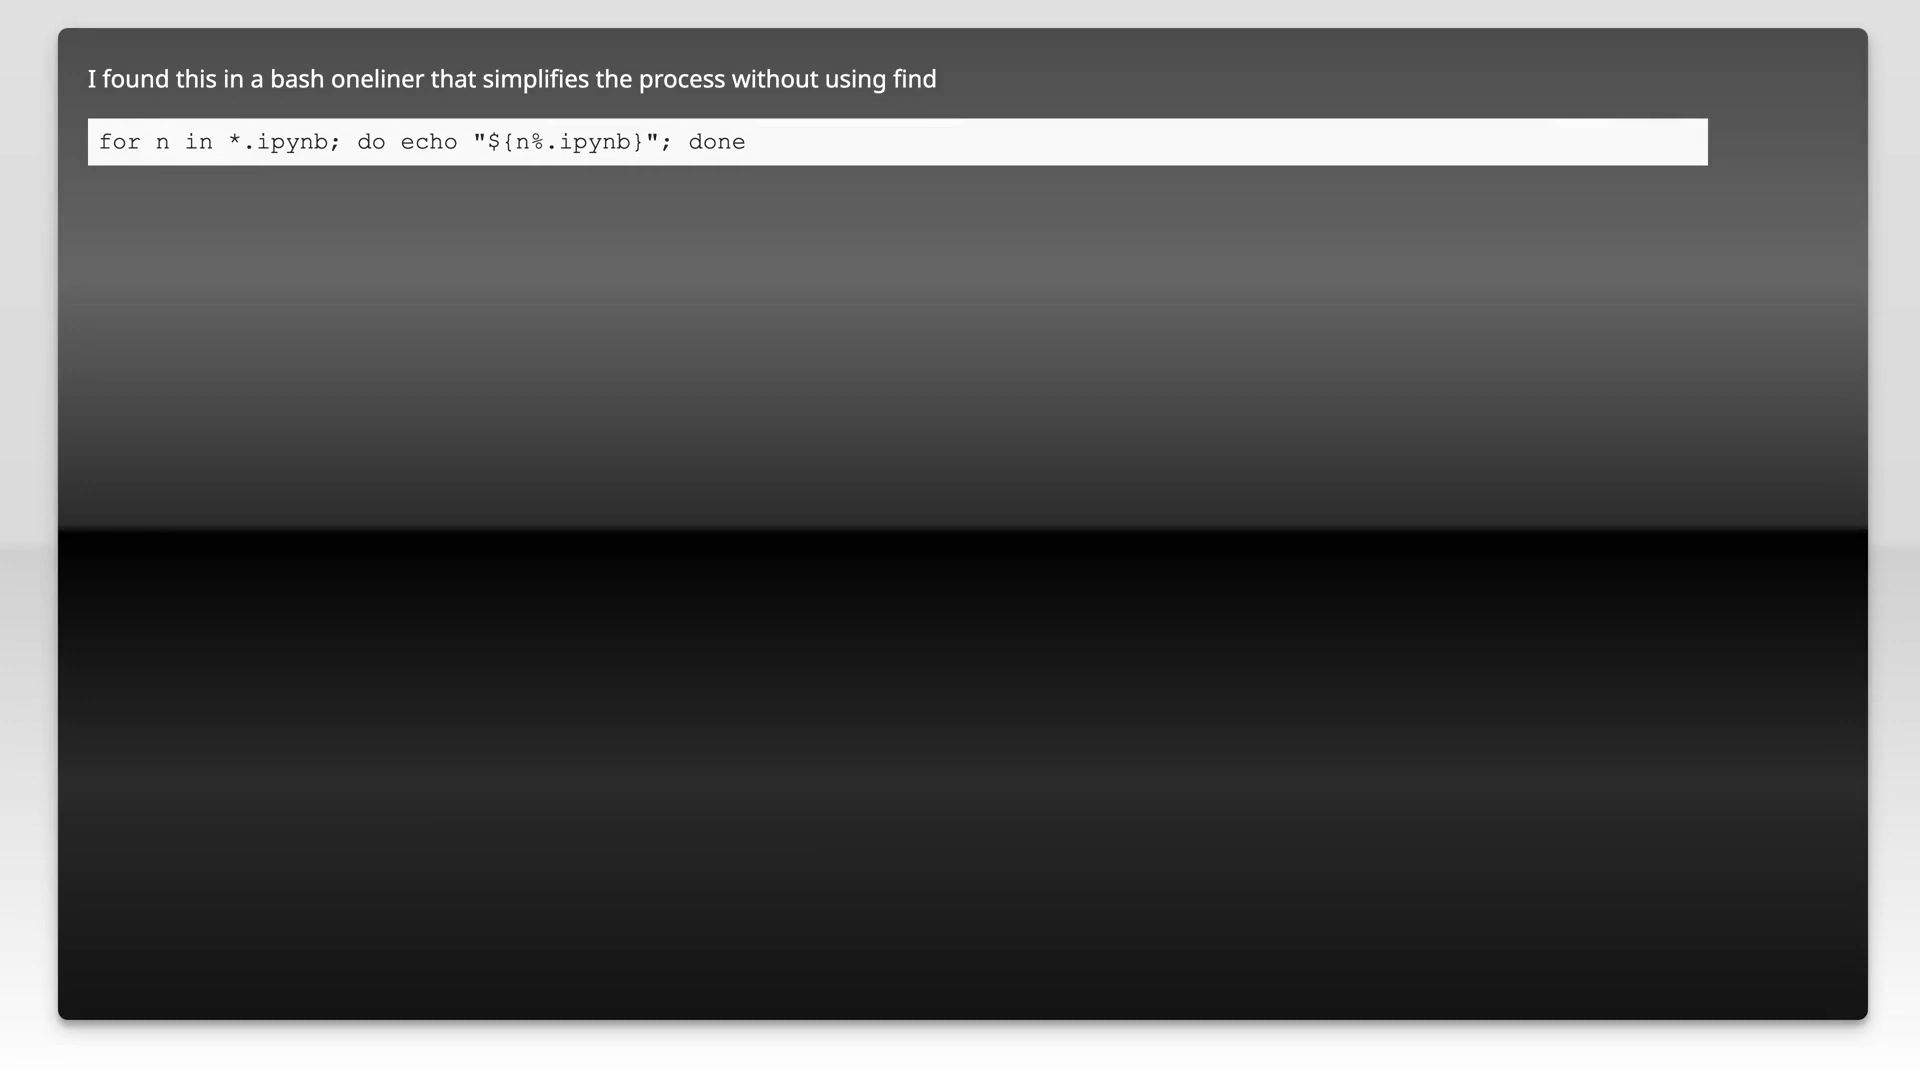 I found this in a bash oneliner that simplifies the process without using find
for n in *.ipynb; do echo "${n%.ipynb}"; done